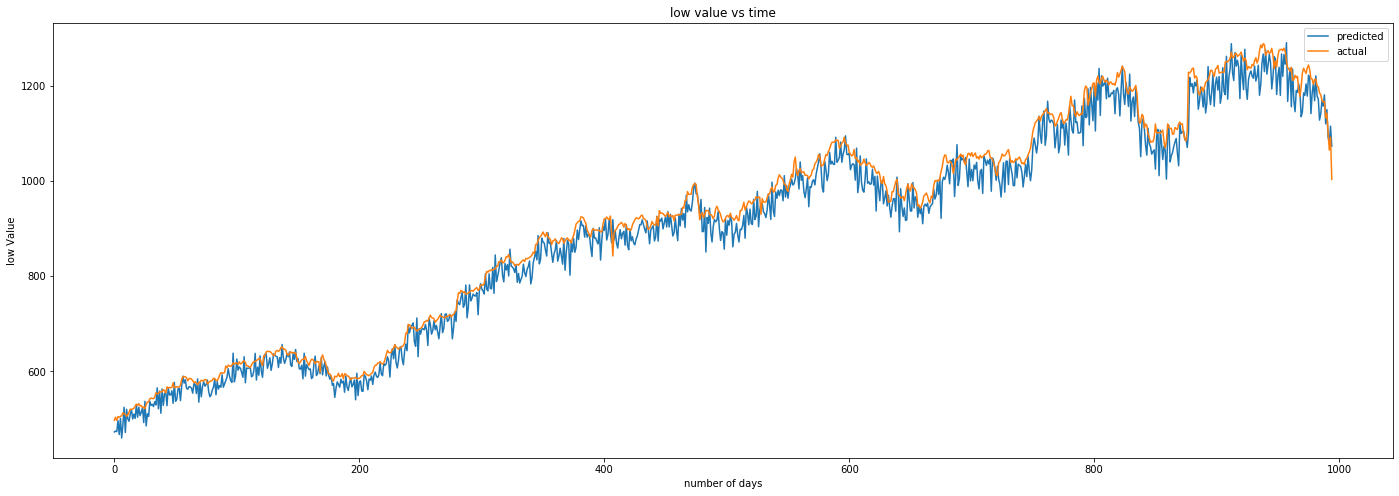 low value vs time
predicted
actual
low Value
1200
1000
800
600
0 200 400 600 800 1000
number of days